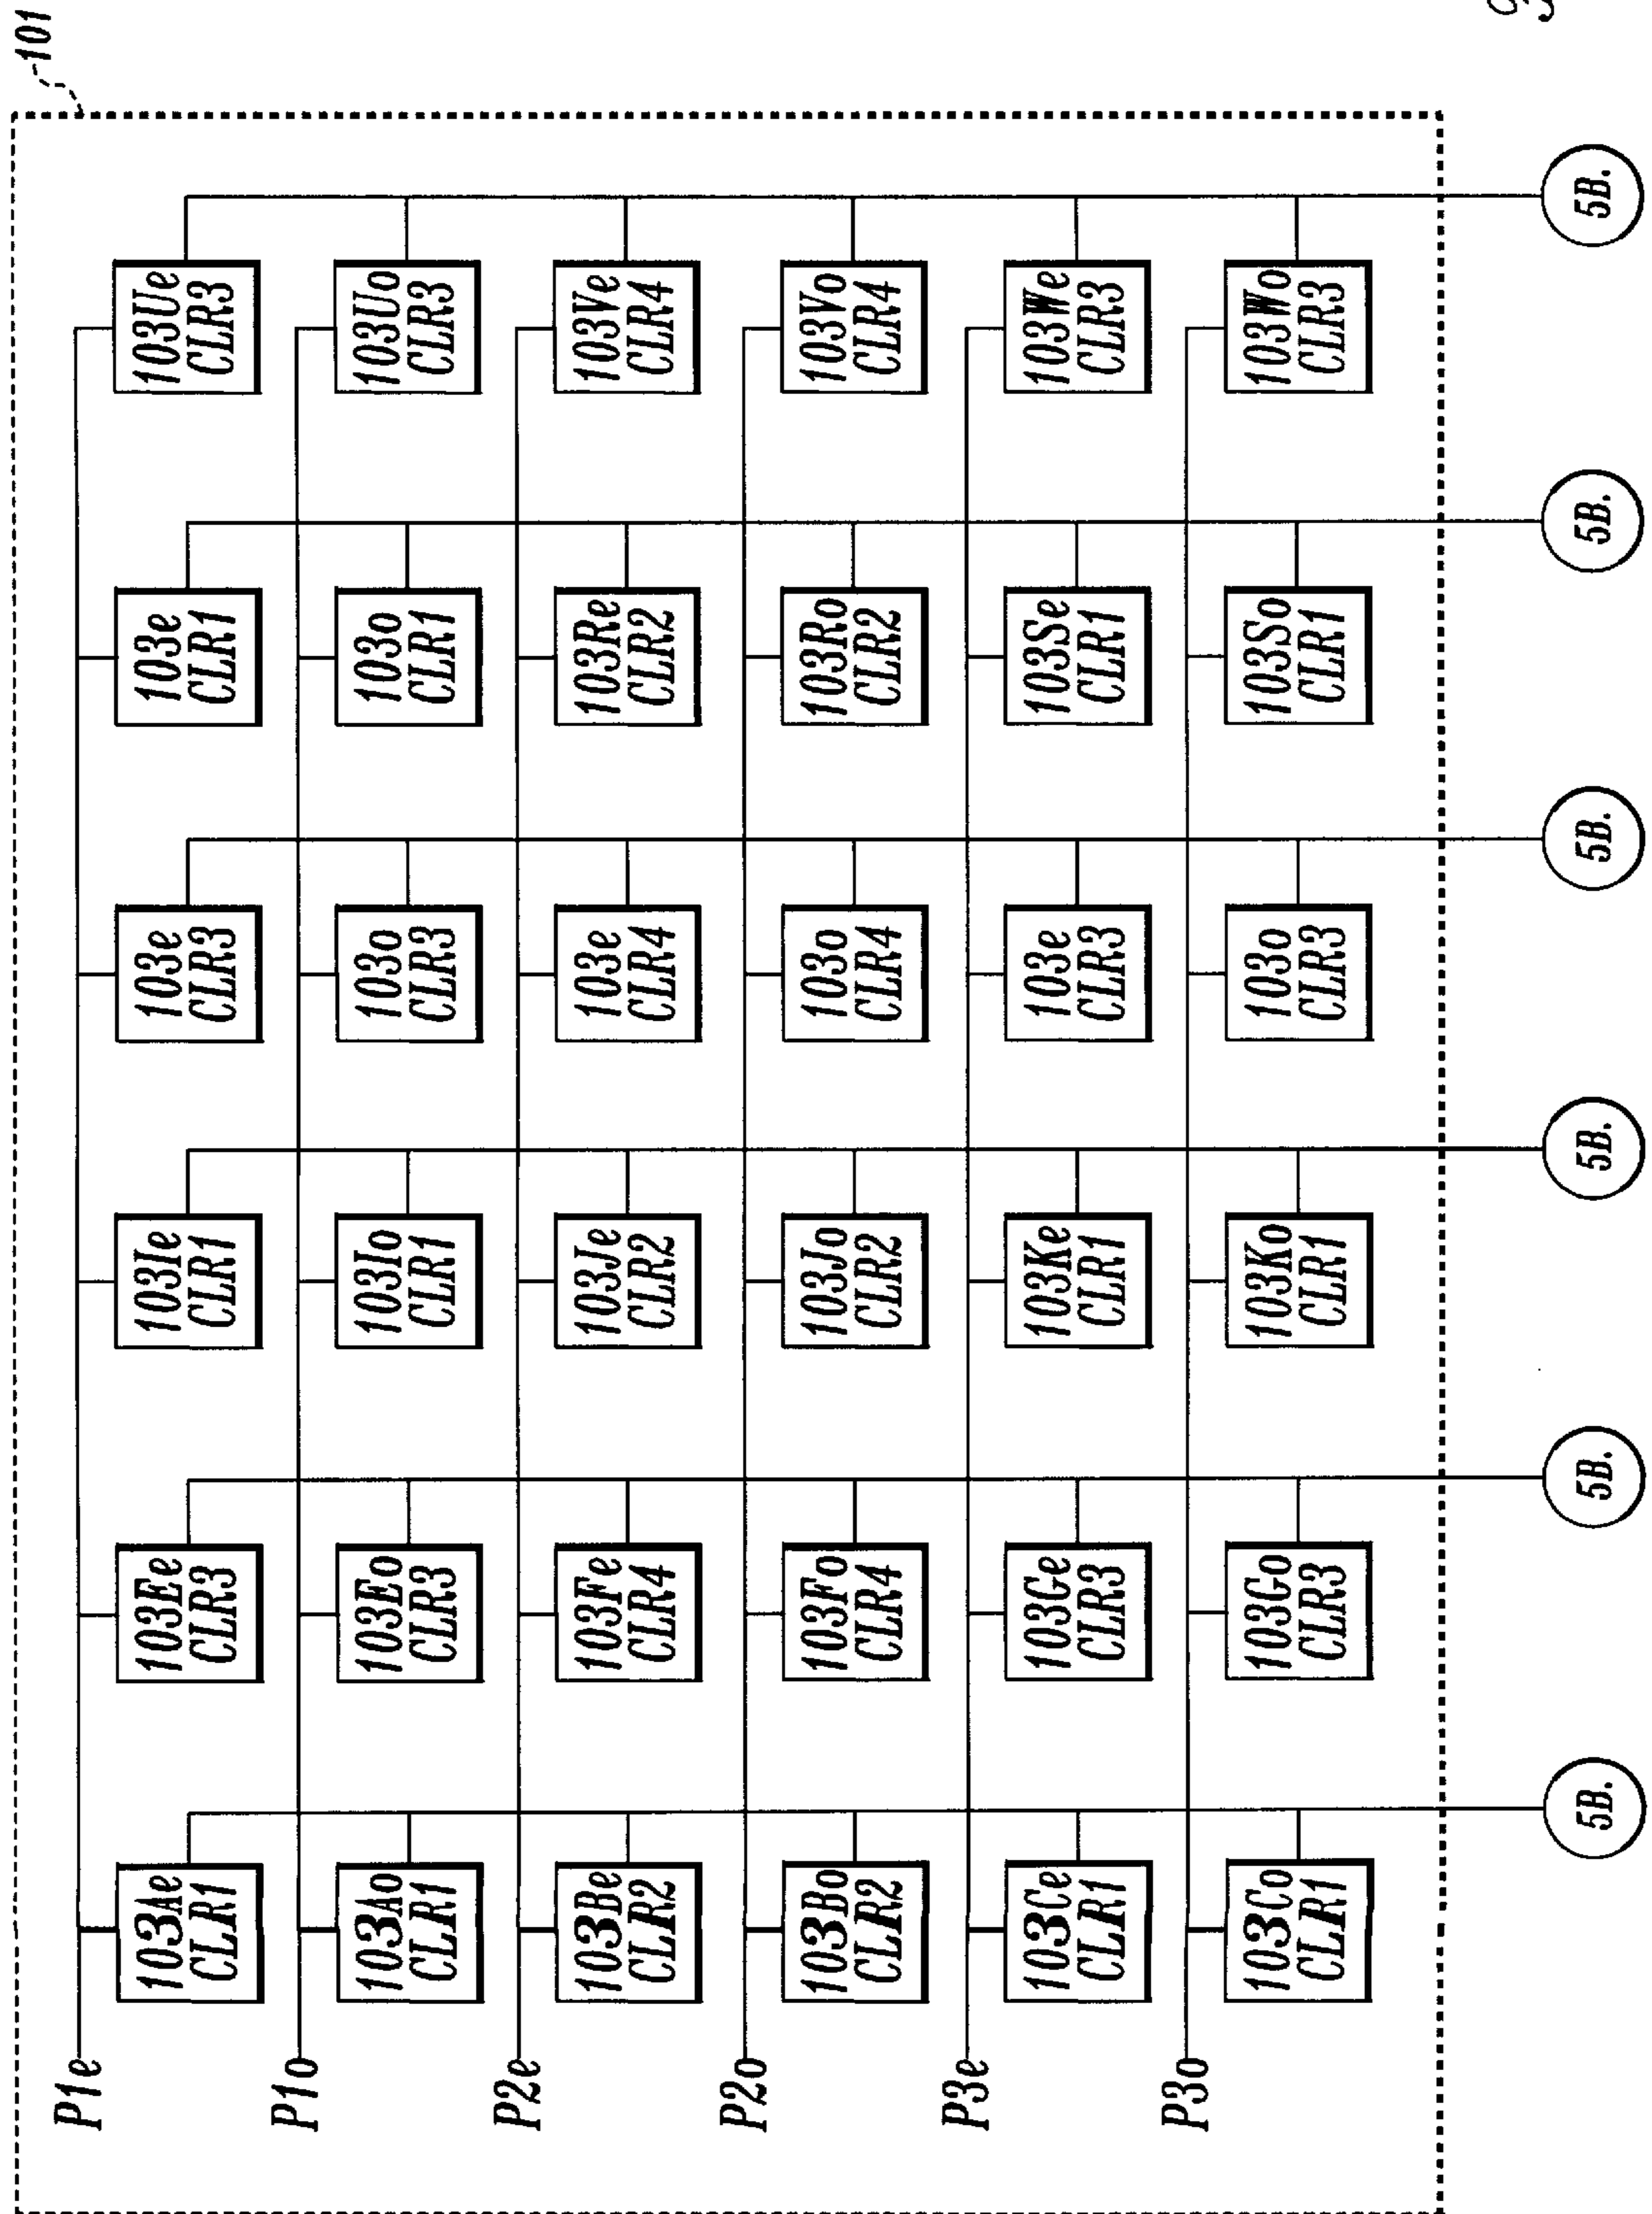 101
P1e
103Ae
CLR1
103Ee
CLR3
103Ie
CLR1
103e
CLR3
103e
CLR1
103Ue
CLR3
P1o
103Ao
CLR1
103Eo
CLR3
103Io
CLR1
103o
CLR3
103o
CLR1
103Uo
CLR3
P2e
103Be
CLR2
103Fe
CLR4
103Je
CLR2
103e
CLR4
103Re
CLR2
103Ve
CLR4
P2o
103Bo
CLR2
103Fo
CLR4
103Jo
CLR2
103o
CLR4
103Ro
CLR2
103Vo
CLR4
P3e
103Ce
CLR1
103Ge
CLR3
103Ke
CLR1
103e
CLR3
103Se
CLR1
103We
CLR3
P3o
103Co
CLR1
103Go
CLR3
103Ko
CLR1
103o
CLR3
103So
CLR1
103Wo
CLR3
5B.
5B.
5B.
5B.
5B.
5B.